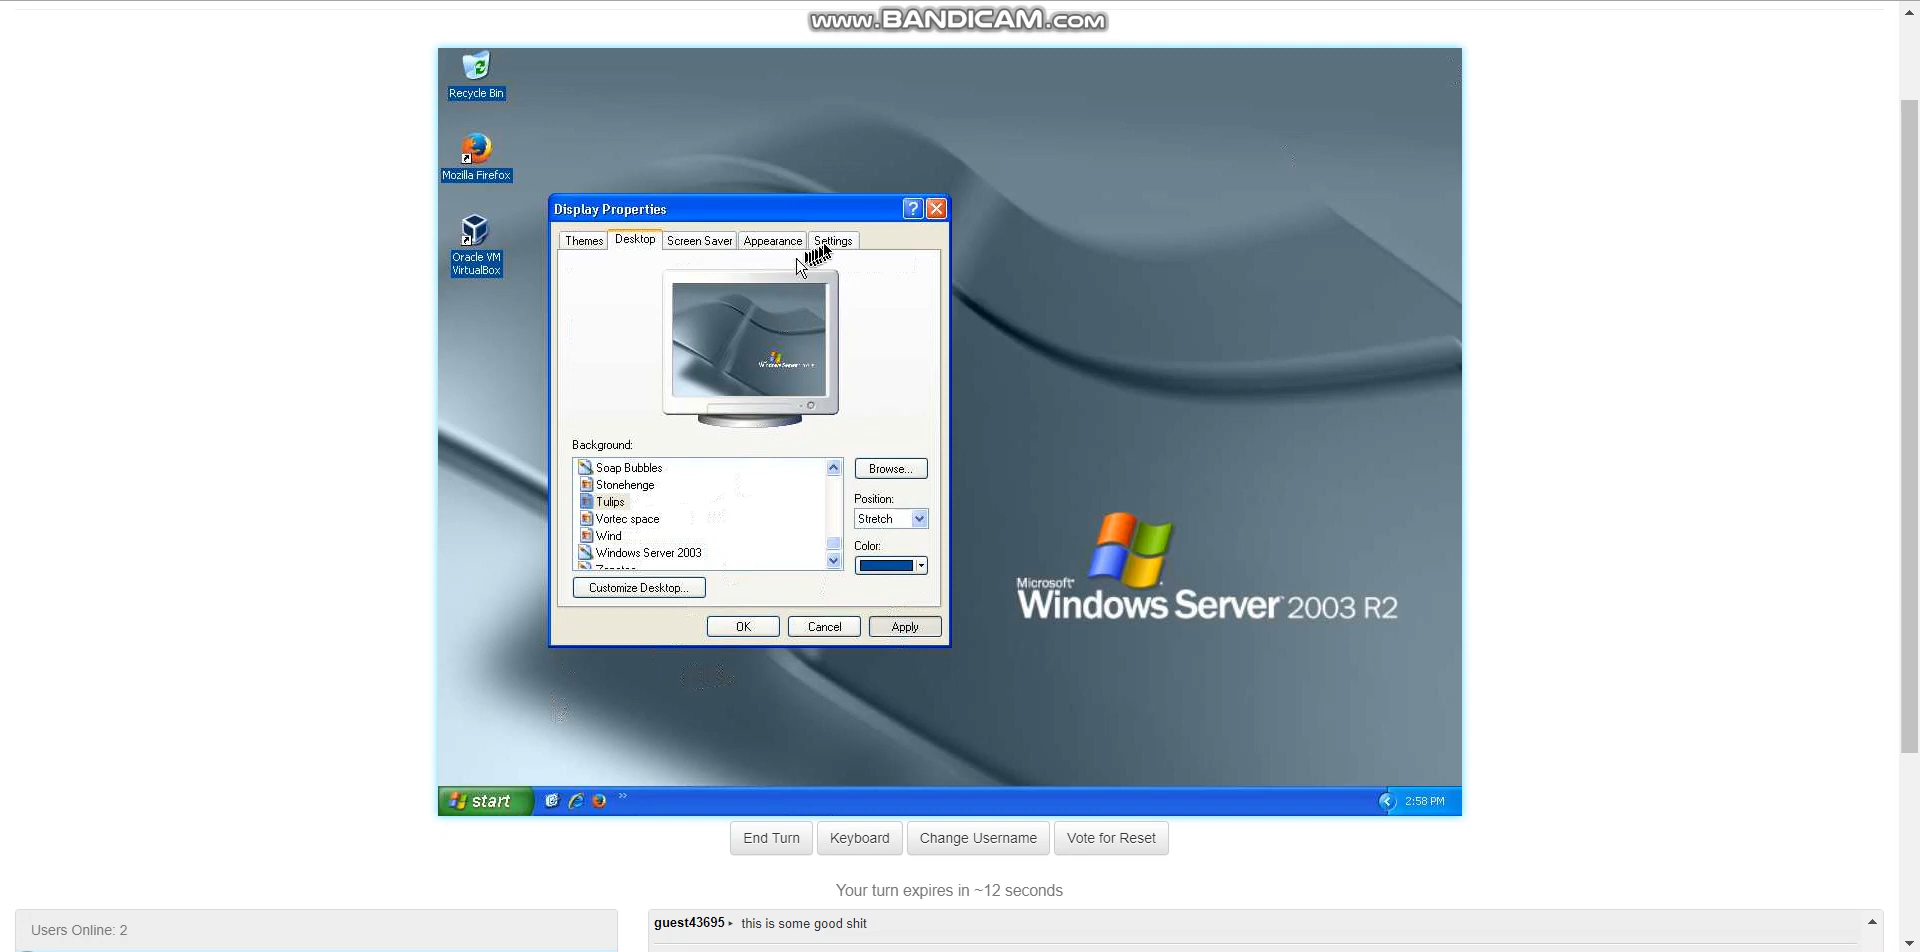 www.BANDICAM.com
Recycle Bin
Mozilla Firefox
Oracle VM
VirtualBox
Display Properties
Themes
Desktop
Screen Saver
Appearance
Settings
Background:
Soap Bubbles
Stonehenge
Tulips
Vortec space
Wind
Windows Server 2003
Browse...
Position:
Stretch
Color:
Customize Desktop...
OK
Cancel
Apply
Microsoft
Windows Server 2003 R2
start
2:58 PM
End Turn
Keyboard
Change Username
Vote for Reset
Your turn expires in ~12 seconds
Users Online: 2
guest43695▸ this is some good shit